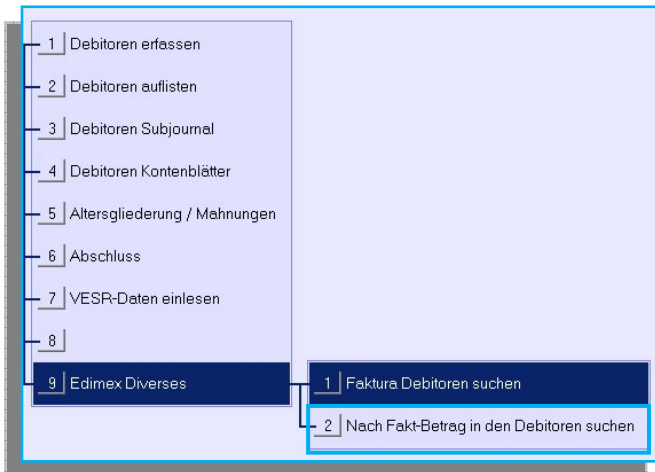 1 Debitoren erfassen
2 Debitoren auflisten
3 Debitoren Subjournal
4 Debitoren Kontenblätter
5 Altersgliederung / Mahnungen
6 Abschluss
7 VESR-Daten einlesen
8
9 Edimex Diverses
1 Faktura Debitoren suchen
2 Nach Fakt-Betrag in den Debitoren suchen